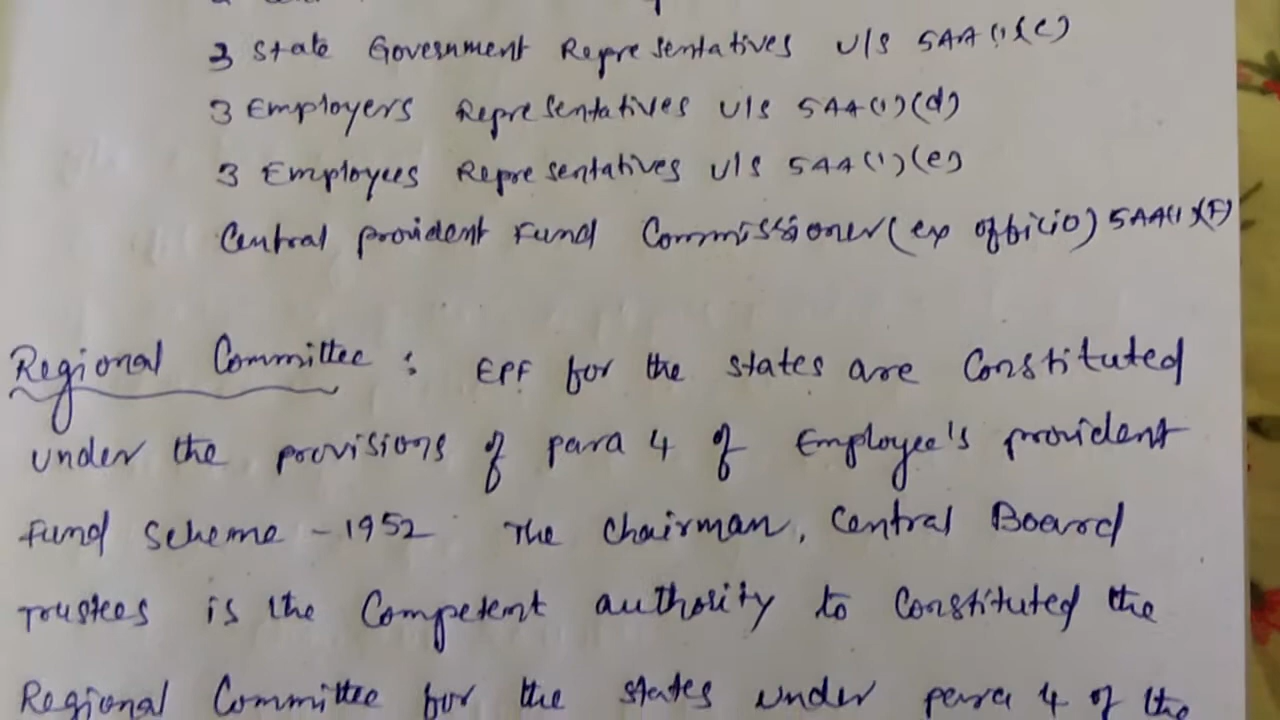 3 State Government Representatives U/S 5AA(1)(C)
3 Employers Representatives U/S 5AA(1)(d)
3 Employees Representatives U/S 5AA(1)(e)
Central provident Fund Commissioner (ex officio) 5AA(1)(F)
Regional Committee : EPF for the states are Constituted
under the provisions of para 4 of Employee's provident
Fund Scheme - 1952 The Chairman, Central Board
Trustees is the Competent authority to Constituted the
Regional Committee for the states under para 4 of the